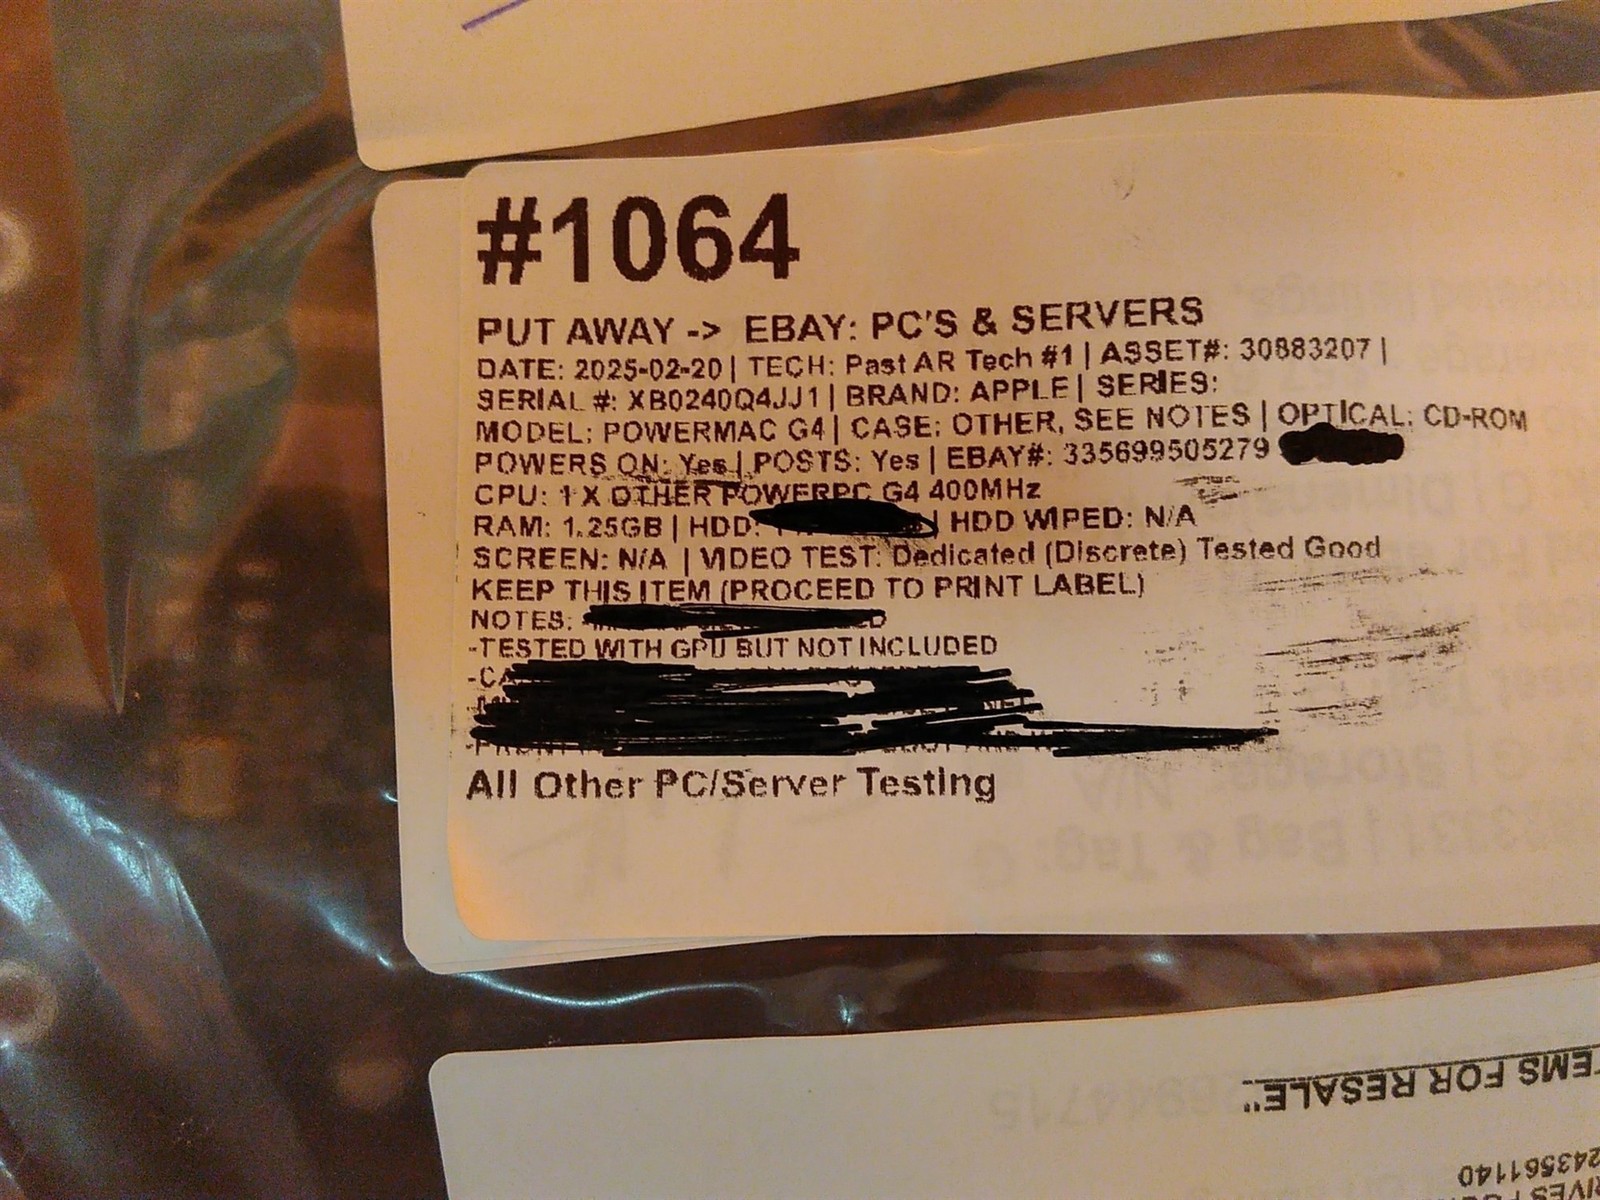 #1064
PUT AWAY -> EBAY: PC'S & SERVERS
DATE: 2025-02-20 | TECH: Past AR Tech #1 | ASSET#: 30883207 |
SERIAL #: XB0240Q4JJ1 | BRAND: APPLE | SERIES:
MODEL: POWERMAC G4 | CASE: OTHER, SEE NOTES | OPTICAL: CD-ROM
POWERS ON: Yes | POSTS: Yes | EBAY#: 335699505279
CPU: 1 X OTHER POWERPC G4 400MHz
RAM: 1.25GB | HDD: | HDD WIPED: N/A
SCREEN: N/A | VIDEO TEST: Dedicated (Discrete) Tested Good
KEEP THIS ITEM (PROCEED TO PRINT LABEL)
NOTES:
-TESTED WITH GPU BUT NOT INCLUDED
All Other PC/Server Testing
FOR RESALE"
243561140